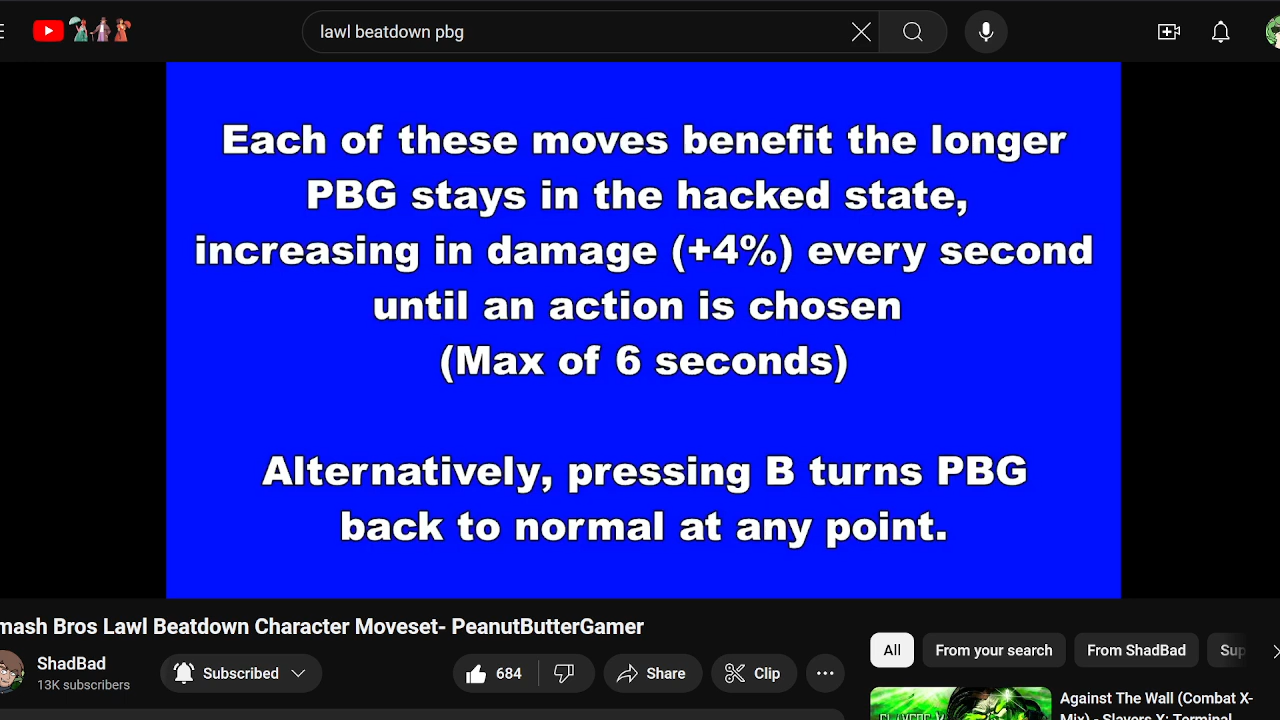 lawl beatdown pbg
Each of these moves benefit the longer
PBG stays in the hacked state,
increasing in damage (+4%) every second
until an action is chosen
(Max of 6 seconds)
Alternatively, pressing B turns PBG
back to normal at any point.
mash Bros Lawl Beatdown Character Moveset- PeanutButterGamer
ShadBad
13K subscribers
Subscribed
684
Share
Clip
All
From your search
From ShadBad
Sup
Against The Wall (Combat X-
Mix) - Slayers X: Terminal